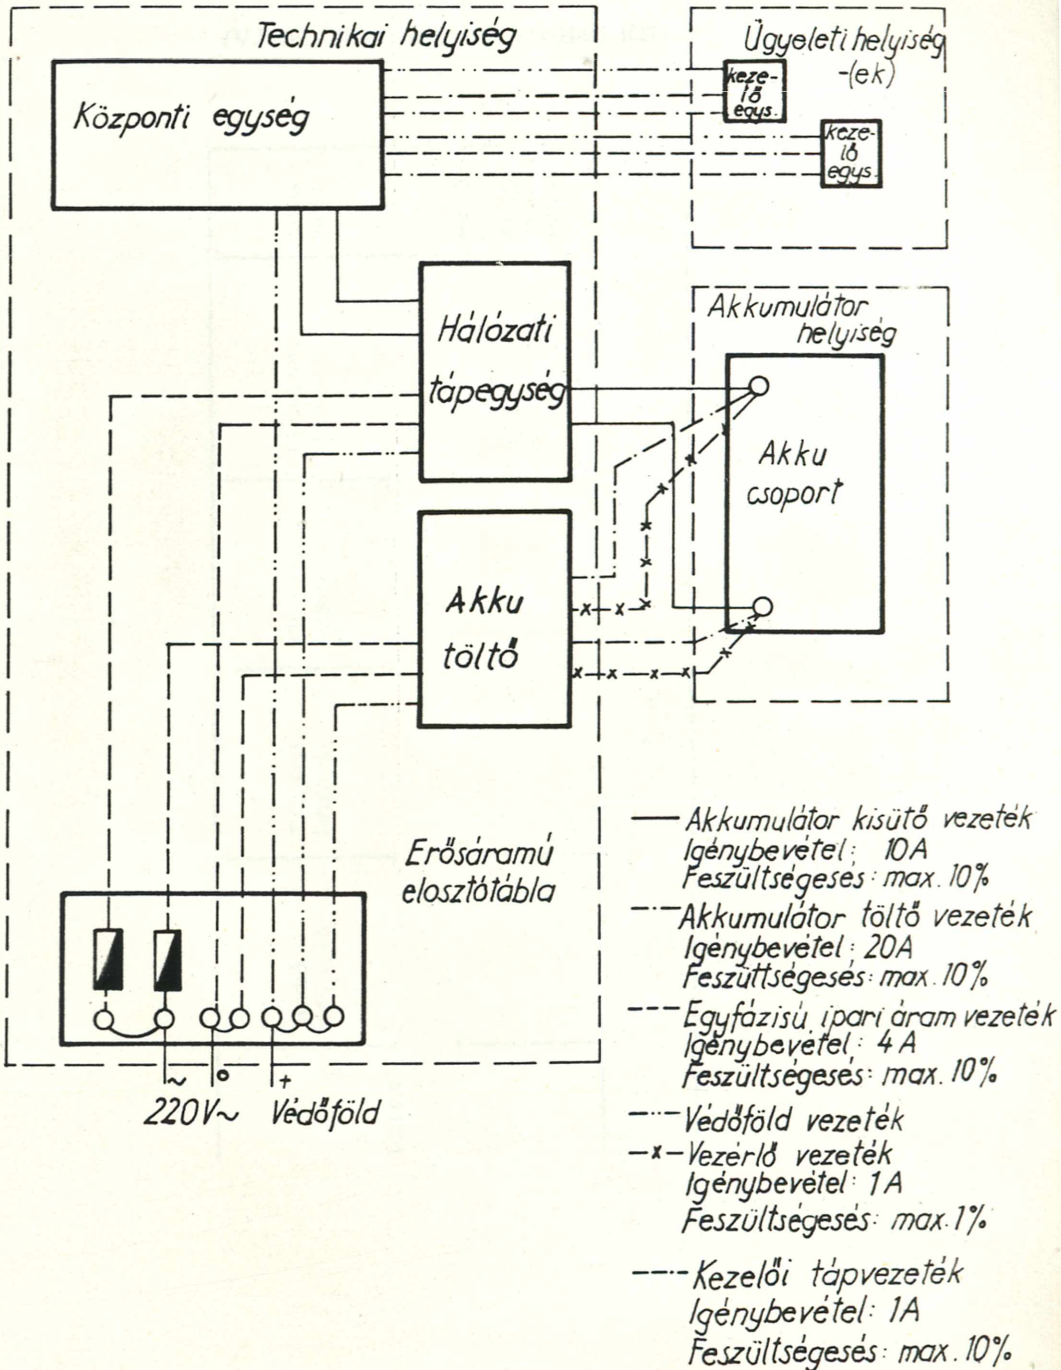 Technikai helyiség
Központi egység
Ügyeleti helyiség
-(ek)
keze-
lő
egys.
keze-
lő
egys.
Hálózati
tápegység
Akkumulátor
helyiség
Akku
csoport
Akku
töltő
Erősáramú
elosztótábla
~ o +
220V~ Védőföld
Akkumulátor kisütő vezeték
Igénybevétel: 10A
Feszültségesés: max. 10%
Akkumulátor töltő vezeték
Igénybevétel: 20A
Feszüttségesés: max. 10%
Egyfázisú ipari áram vezeték
Igénybevétel: 4A
Feszültségesés: max. 10%
Védőföld vezeték
-x- Vezérlő vezeték
Igénybevétel: 1A
Feszültségesés: max. 1%
Kezelői tápvezeték
Igénybevétel: 1A
Feszültségesés: max. 10%